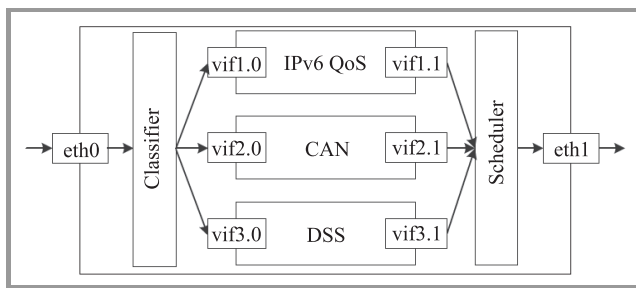 vif1.0 IPv6 QoS vif1.1
eth0 Classifier vif2.0 CAN vif2.1 Scheduler eth1
vif3.0 DSS vif3.1